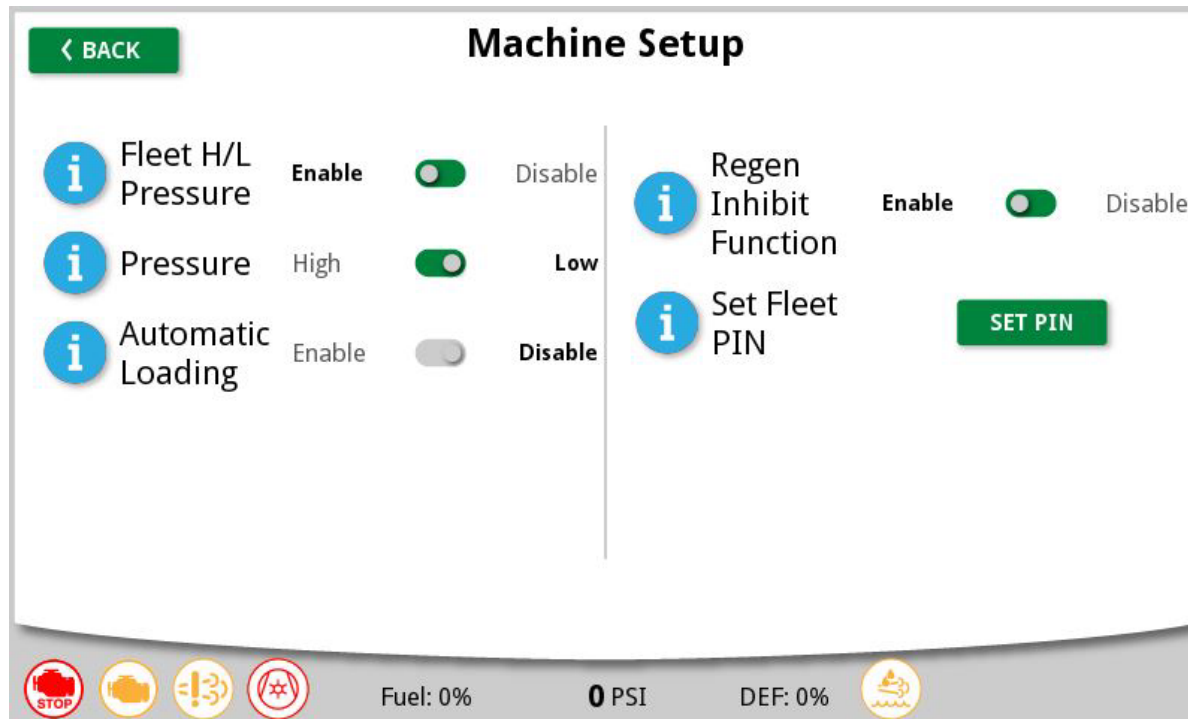 BACK
Machine Setup
Fleet H/L
Pressure
Enable
Disable
Pressure
High
Low
Automatic
Loading
Enable
Disable
Regen
Inhibit
Function
Enable
Disable
Set Fleet
PIN
SET PIN
STOP
Fuel: 0%
0 PSI
DEF: 0%